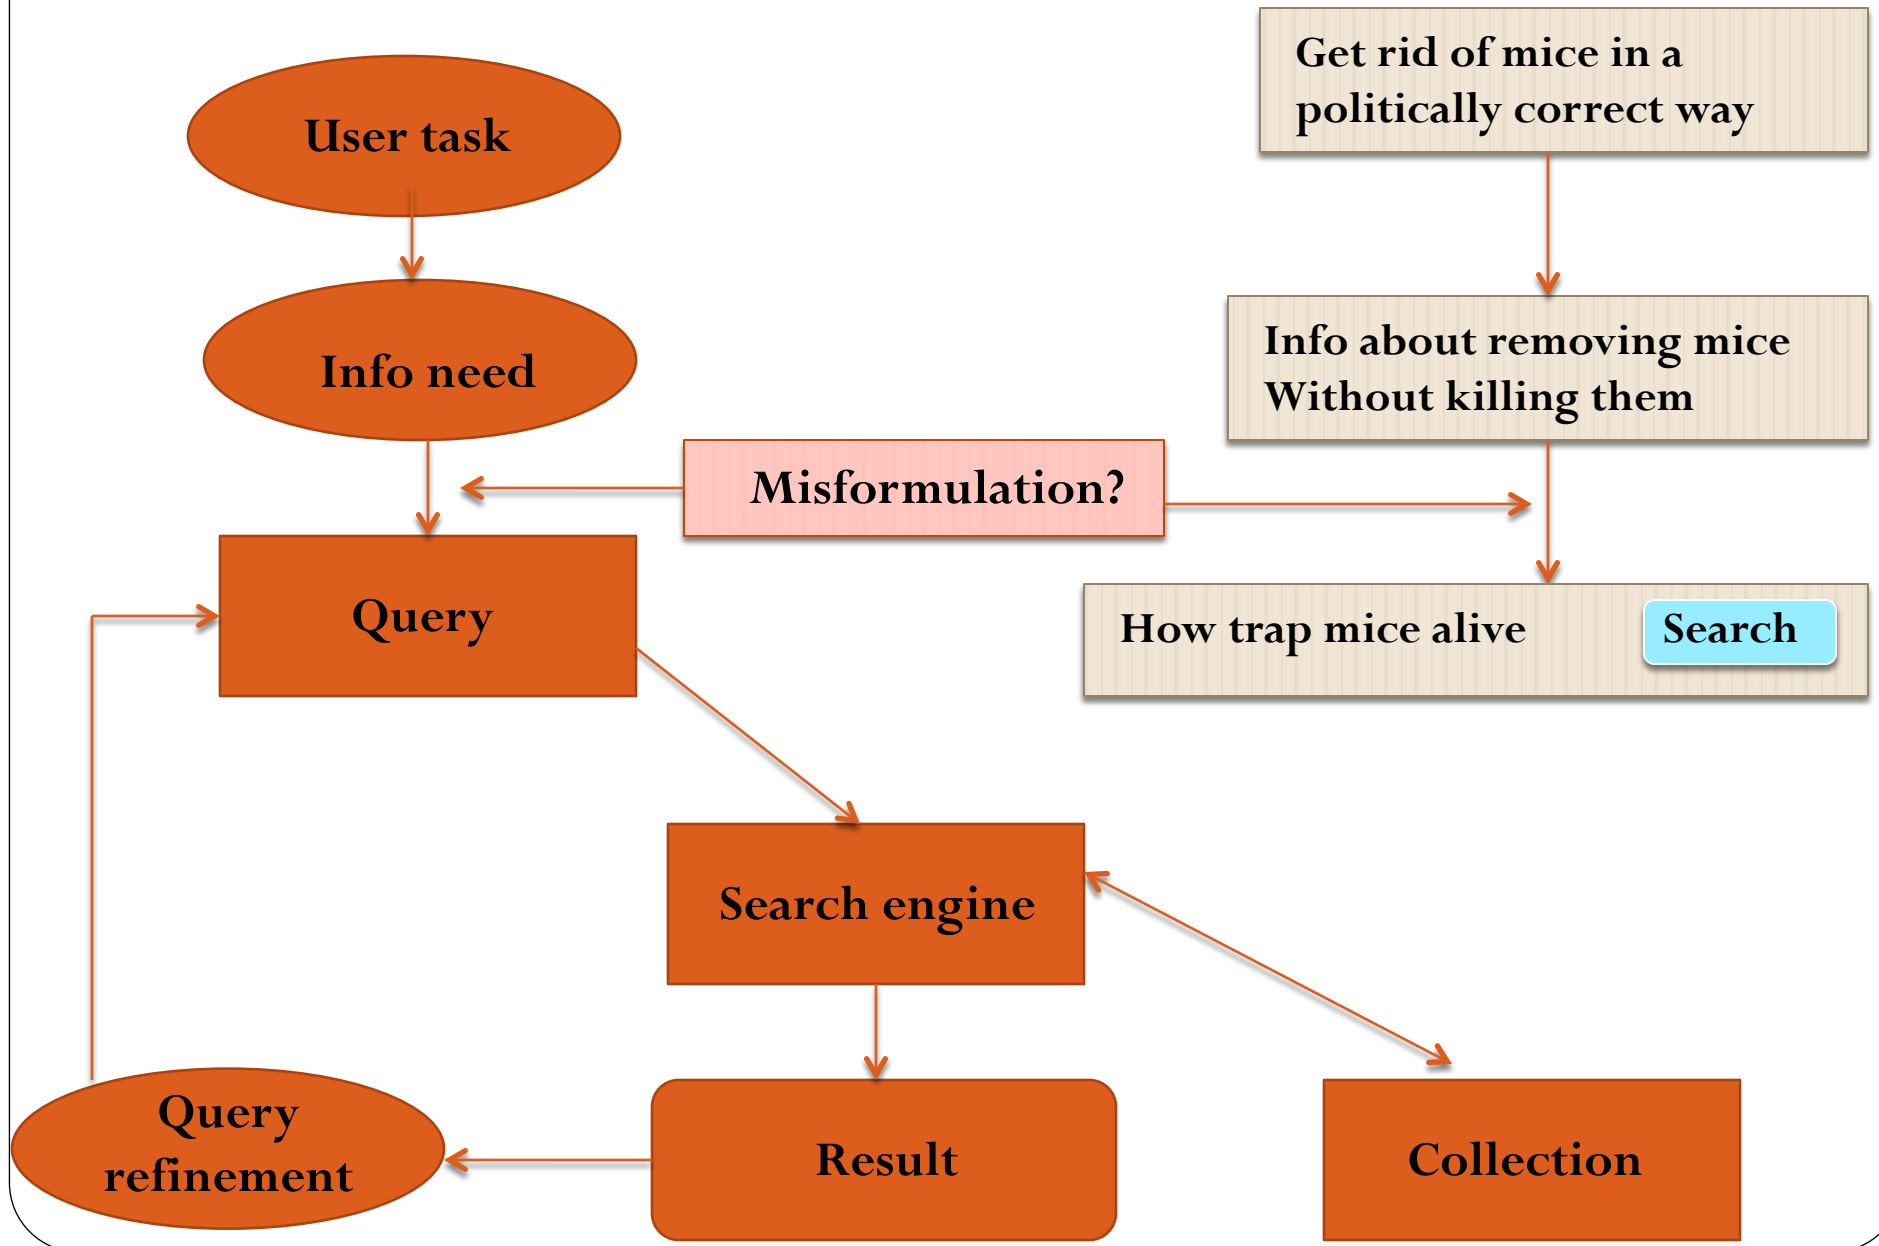 User task
Get rid of mice in a
politically correct way
Info need
Info about removing mice
Without killing them
Misformulation?
Query
How trap mice alive
Search
Search engine
Query
refinement
Result
Collection